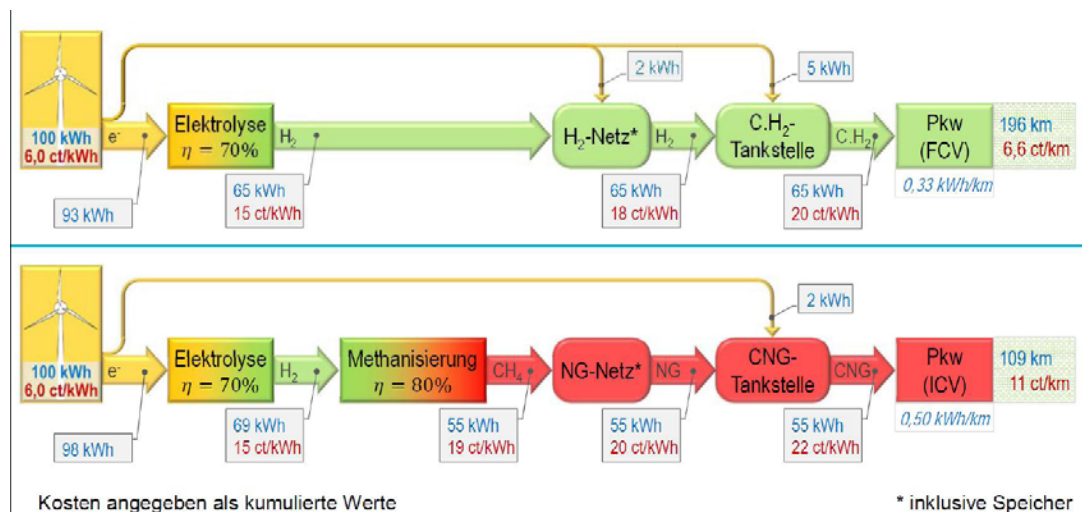 2 kWh
5 kWh
100 kWh
6,0 ct/kWh
e-
Elektrolyse
η = 70%
H₂
H₂-Netz*
H₂
C.H₂-
Tankstelle
C.H₂
Pkw
(FCV)
196 km
6,6 ct/km
0,33 kWh/km
93 kWh
65 kWh
15 ct/kWh
65 kWh
18 ct/kWh
65 kWh
20 ct/kWh
2 kWh
100 kWh
6,0 ct/kWh
e-
Elektrolyse
η = 70%
H₂
Methanisierung
η = 80%
CH₄
NG-Netz*
NG
CNG-
Tankstelle
CNG
Pkw
(ICV)
109 km
11 ct/km
0,50 kWh/km
98 kWh
69 kWh
15 ct/kWh
55 kWh
19 ct/kWh
55 kWh
20 ct/kWh
55 kWh
22 ct/kWh
Kosten angegeben als kumulierte Werte
* inklusive Speicher